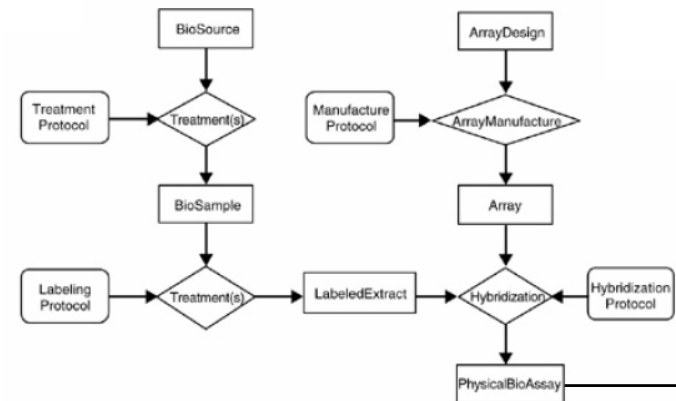 BioSource
ArrayDesign
Treatment
Protocol
Treatment(s)
Manufacture
Protocol
ArrayManufacture
BioSample
Array
Labeling
Protocol
Treatment(s)
LabeledExtract
Hybridization
Hybridization
Protocol
PhysicalBioAssay